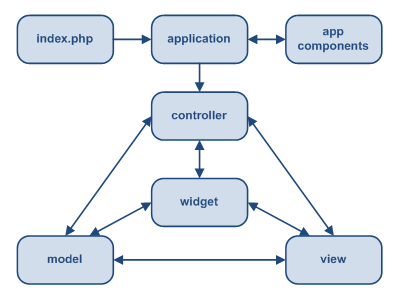 index.php
application
app
components
controller
widget
model
view